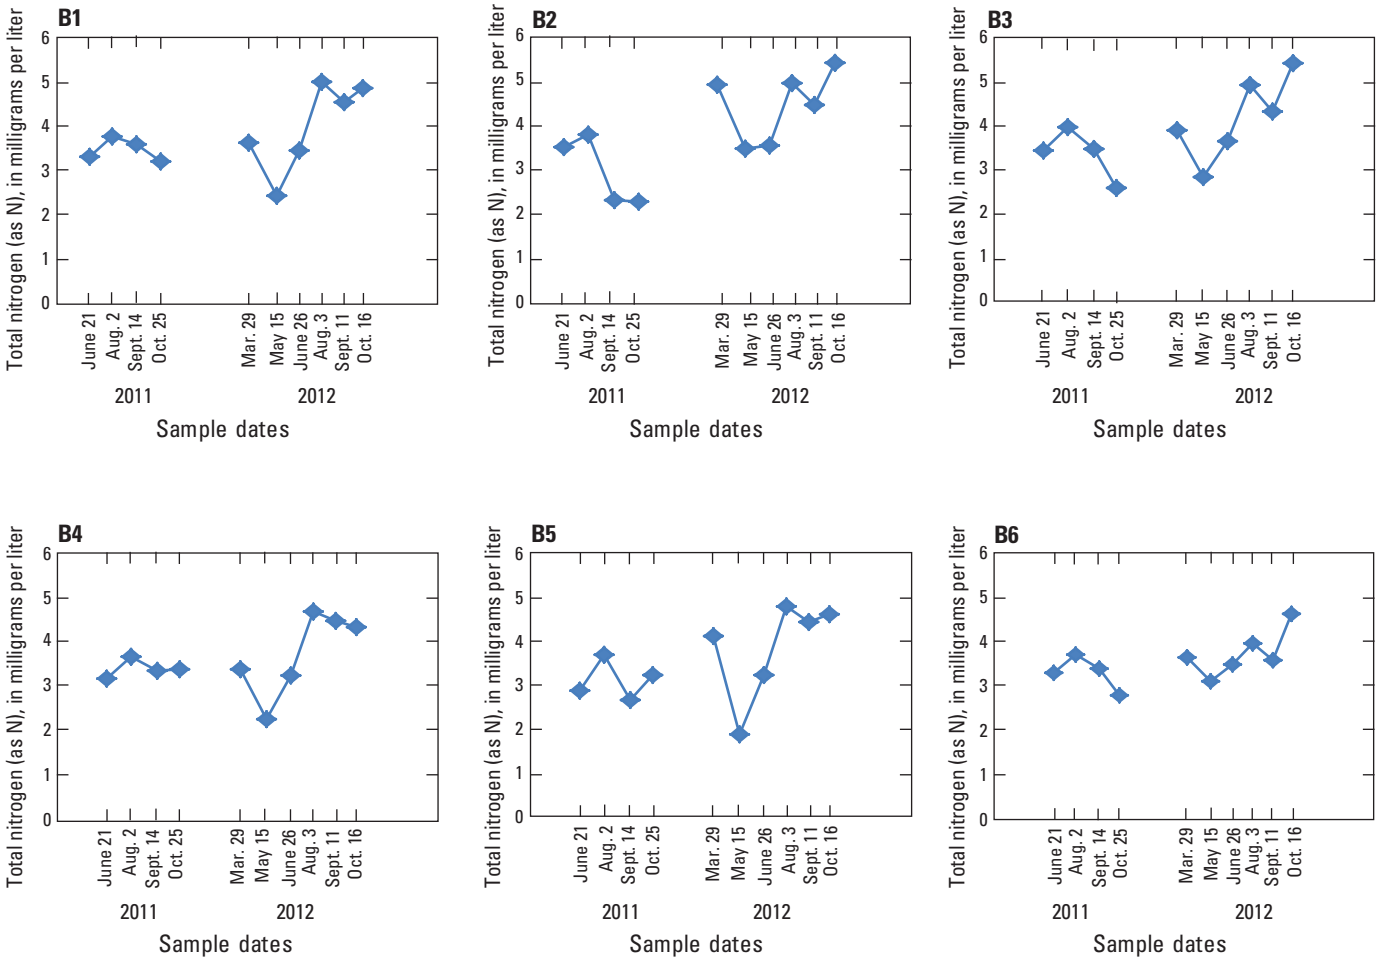 B1
Total nitrogen (as N), in milligrams per liter
6
5
4
3
2
1
0
June 21
Aug. 2
Sept. 14
Oct. 25
Mar. 29
May 15
June 26
Aug. 3
Sept. 11
Oct. 16
2011
2012
Sample dates
B2
Total nitrogen (as N), in milligrams per liter
6
5
4
3
2
1
0
June 21
Aug. 2
Sept. 14
Oct. 25
Mar. 29
May 15
June 26
Aug. 3
Sept. 11
Oct. 16
2011
2012
Sample dates
B3
Total nitrogen (as N), in milligrams per liter
6
5
4
3
2
1
0
June 21
Aug. 2
Sept. 14
Oct. 25
Mar. 29
May 15
June 26
Aug. 3
Sept. 11
Oct. 16
2011
2012
Sample dates
B4
Total nitrogen (as N), in milligrams per liter
6
5
4
3
2
1
0
June 21
Aug. 2
Sept. 14
Oct. 25
Mar. 29
May 15
June 26
Aug. 3
Sept. 11
Oct. 16
2011
2012
Sample dates
B5
Total nitrogen (as N), in milligrams per liter
6
5
4
3
2
1
0
June 21
Aug. 2
Sept. 14
Oct. 25
Mar. 29
May 15
June 26
Aug. 3
Sept. 11
Oct. 16
2011
2012
Sample dates
B6
Total nitrogen (as N), in milligrams per liter
6
5
4
3
2
1
0
June 21
Aug. 2
Sept. 14
Oct. 25
Mar. 29
May 15
June 26
Aug. 3
Sept. 11
Oct. 16
2011
2012
Sample dates